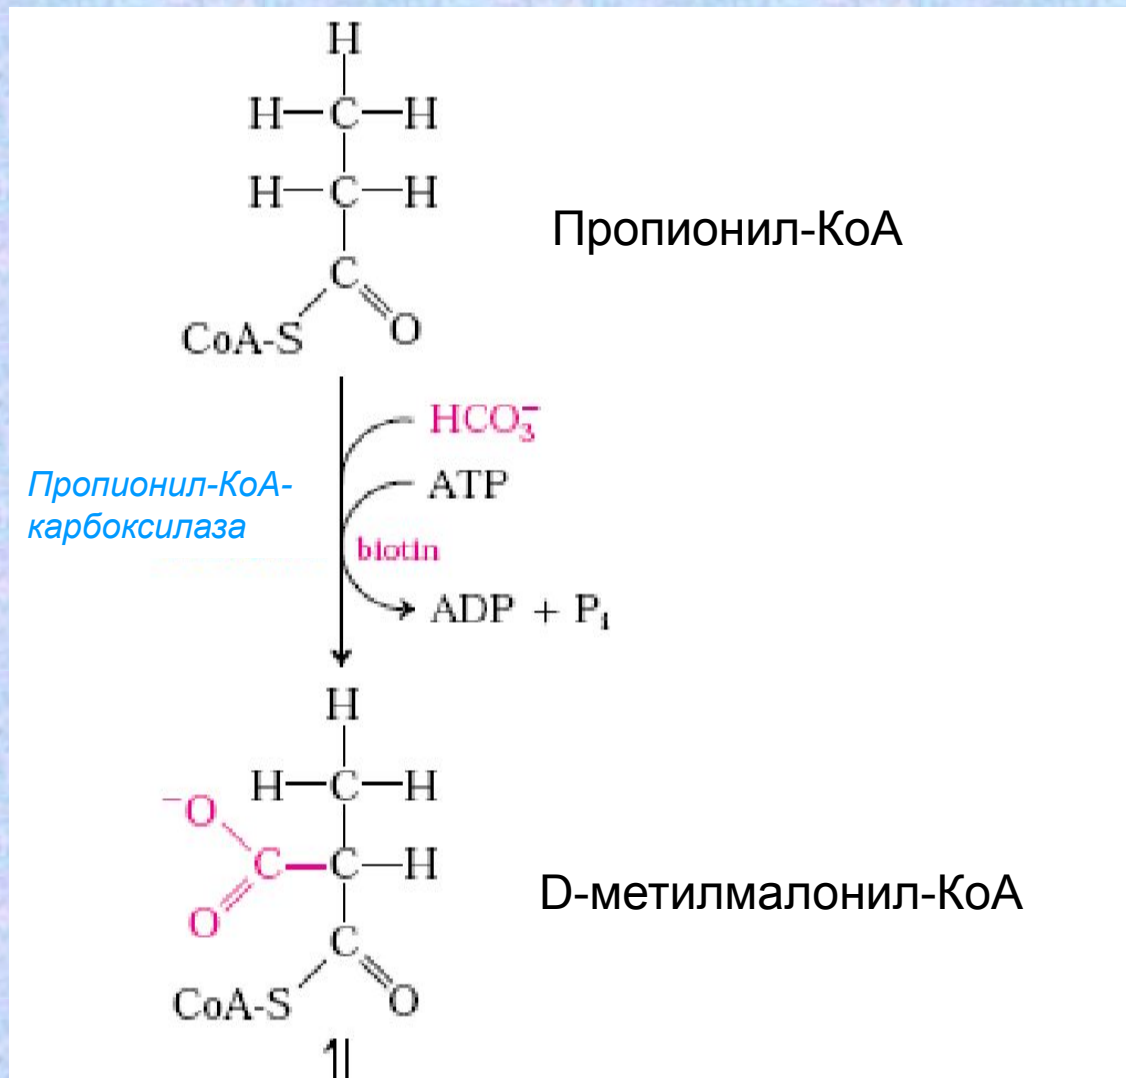 H
H—C—H
H—C—H
Пропионил-КоА
C
CoA-S
O
HCO₃⁻
Пропионил-КоА-
карбоксилаза
ATP
biotin
ADP + Pi
H
H—C—H
⁻O
C—C—H
D-метилмалонил-КоА
O
C
CoA-S
O